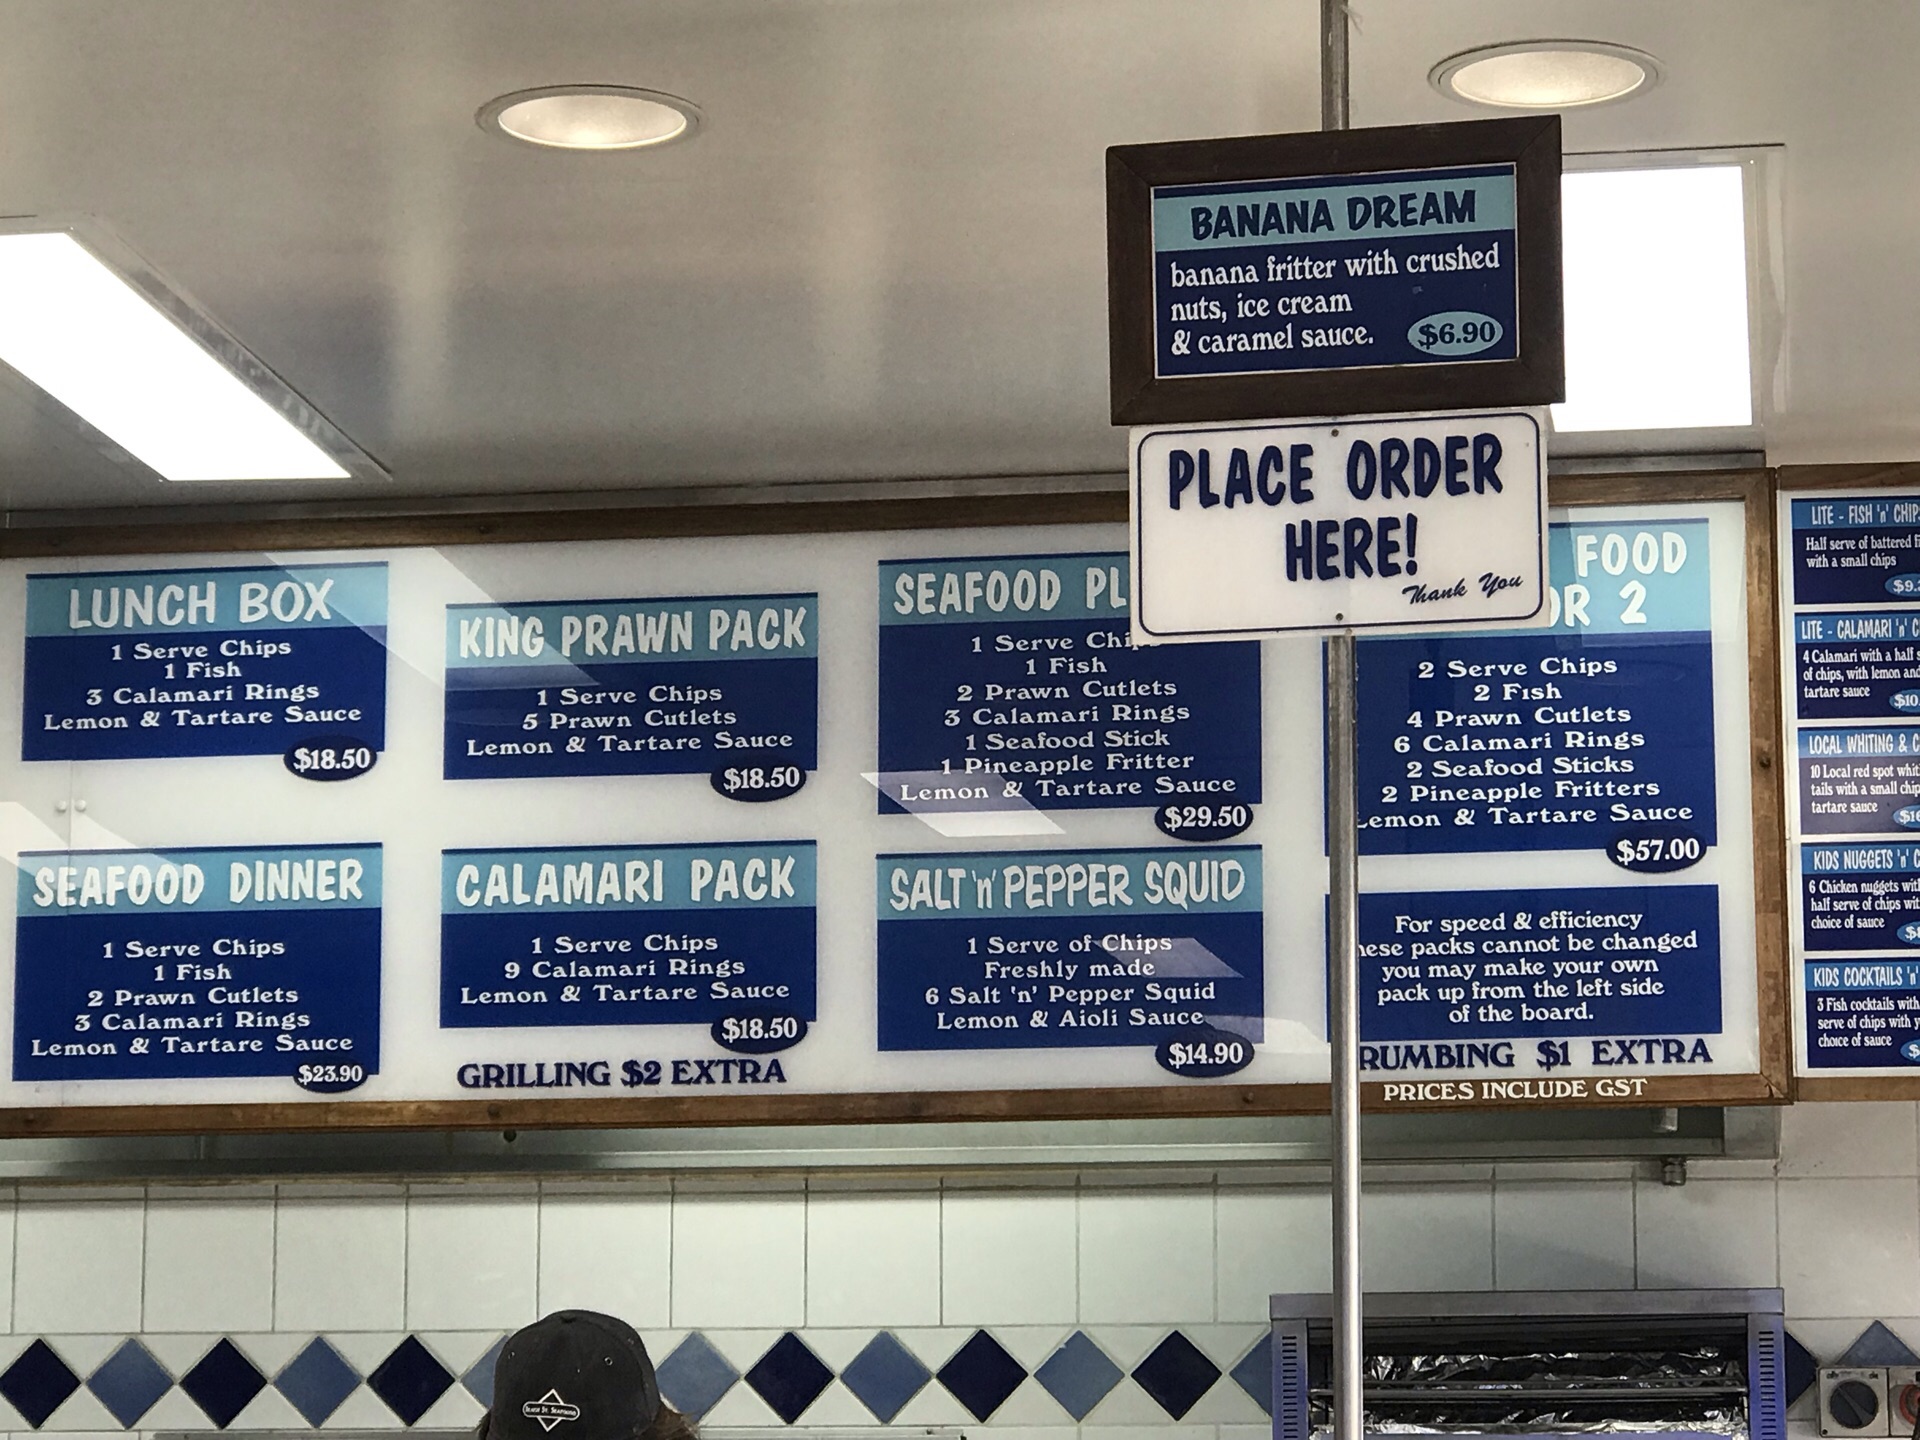 BANANA DREAM
banana fritter with crushed
nuts, ice cream
& caramel sauce.
$6.90
PLACE ORDER
HERE!
Thank You
LUNCH BOX
1 Serve Chips
1 Fish
3 Calamari Rings
Lemon & Tartare Sauce
$18.50
KING PRAWN PACK
1 Serve Chips
5 Prawn Cutlets
Lemon & Tartare Sauce
$18.50
SEAFOOD PL
1 Serve Chi
1 Fish
2 Prawn Cutlets
3 Calamari Rings
1 Seafood Stick
1 Pineapple Fritter
Lemon & Tartare Sauce
$29.50
FOOD
OR 2
2 Serve Chips
2 Fish
4 Prawn Cutlets
6 Calamari Rings
2 Seafood Sticks
2 Pineapple Fritters
Lemon & Tartare Sauce
$57.00
SEAFOOD DINNER
1 Serve Chips
1 Fish
2 Prawn Cutlets
3 Calamari Rings
Lemon & Tartare Sauce
$23.90
CALAMARI PACK
1 Serve Chips
9 Calamari Rings
Lemon & Tartare Sauce
$18.50
GRILLING $2 EXTRA
SALT 'n' PEPPER SQUID
1 Serve of Chips
Freshly made
6 Salt 'n' Pepper Squid
Lemon & Aioli Sauce
$14.90
For speed & efficiency
hese packs cannot be changed
you may make your own
pack up from the left side
of the board.
RUMBING $1 EXTRA
PRICES INCLUDE GST
LITE - FISH 'n' CHIP
Half serve of battered fi
with a small chips
$9.
LITE - CALAMARI 'n' C
4 Calamari with a half s
of chips, with lemon and
tartare sauce
$10
LOCAL WHITING & C
10 Local red spot whit
tails with a small chip
tartare sauce
$16
KIDS NUGGETS 'n' C
6 Chicken nuggets with
half serve of chips wit
choice of sauce
$8
KIDS COCKTAILS 'n'
3 Fish cocktails with
serve of chips with y
choice of sauce
$